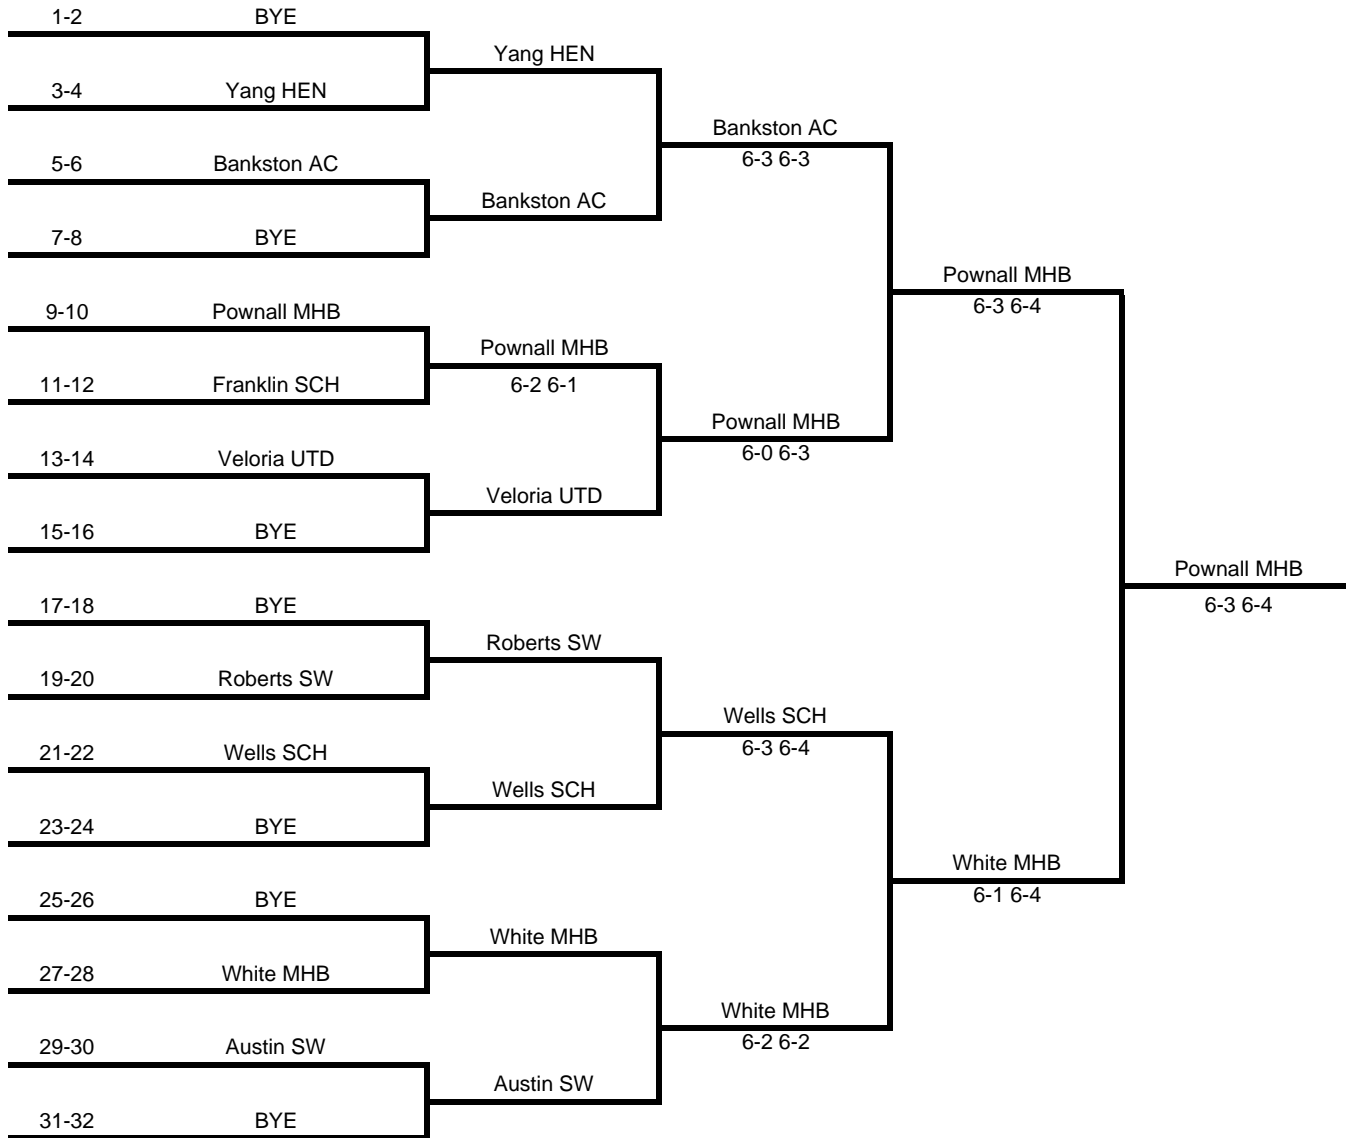 1-2 BYE
Yang HEN
3-4 Yang HEN
Bankston AC
6-3 6-3
5-6 Bankston AC
Bankston AC
7-8 BYE
Pownall MHB
6-3 6-4
9-10 Pownall MHB
Pownall MHB
6-2 6-1
11-12 Franklin SCH
Pownall MHB
6-0 6-3
13-14 Veloria UTD
Veloria UTD
15-16 BYE
Pownall MHB
6-3 6-4
17-18 BYE
Roberts SW
19-20 Roberts SW
Wells SCH
6-3 6-4
21-22 Wells SCH
Wells SCH
23-24 BYE
White MHB
6-1 6-4
25-26 BYE
White MHB
27-28 White MHB
White MHB
6-2 6-2
29-30 Austin SW
Austin SW
31-32 BYE